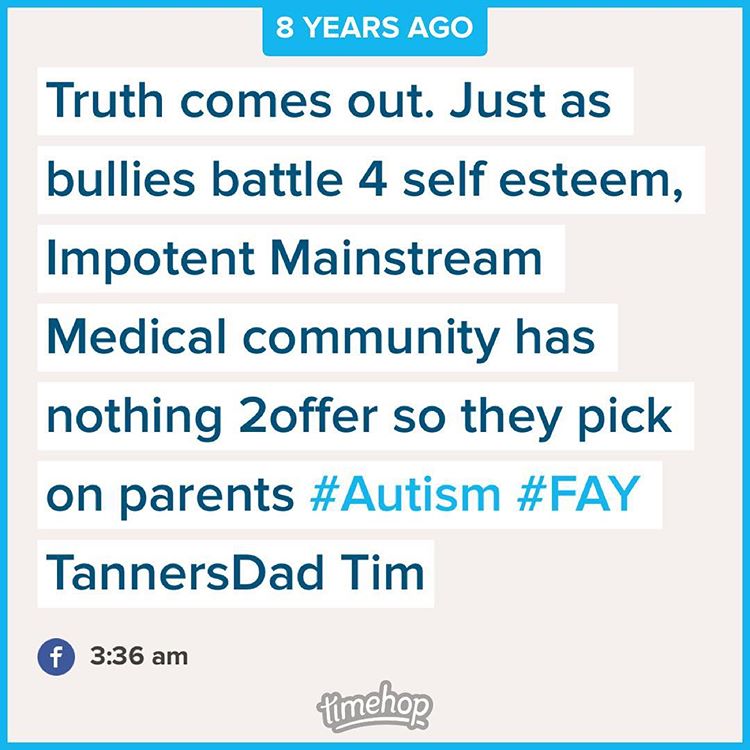 8 YEARS AGO
Truth comes out. Just as
bullies battle 4 self esteem,
Impotent Mainstream
Medical community has
nothing 2offer so they pick
on parents #Autism #FAY
TannersDad Tim
f 3:36 am
timehop